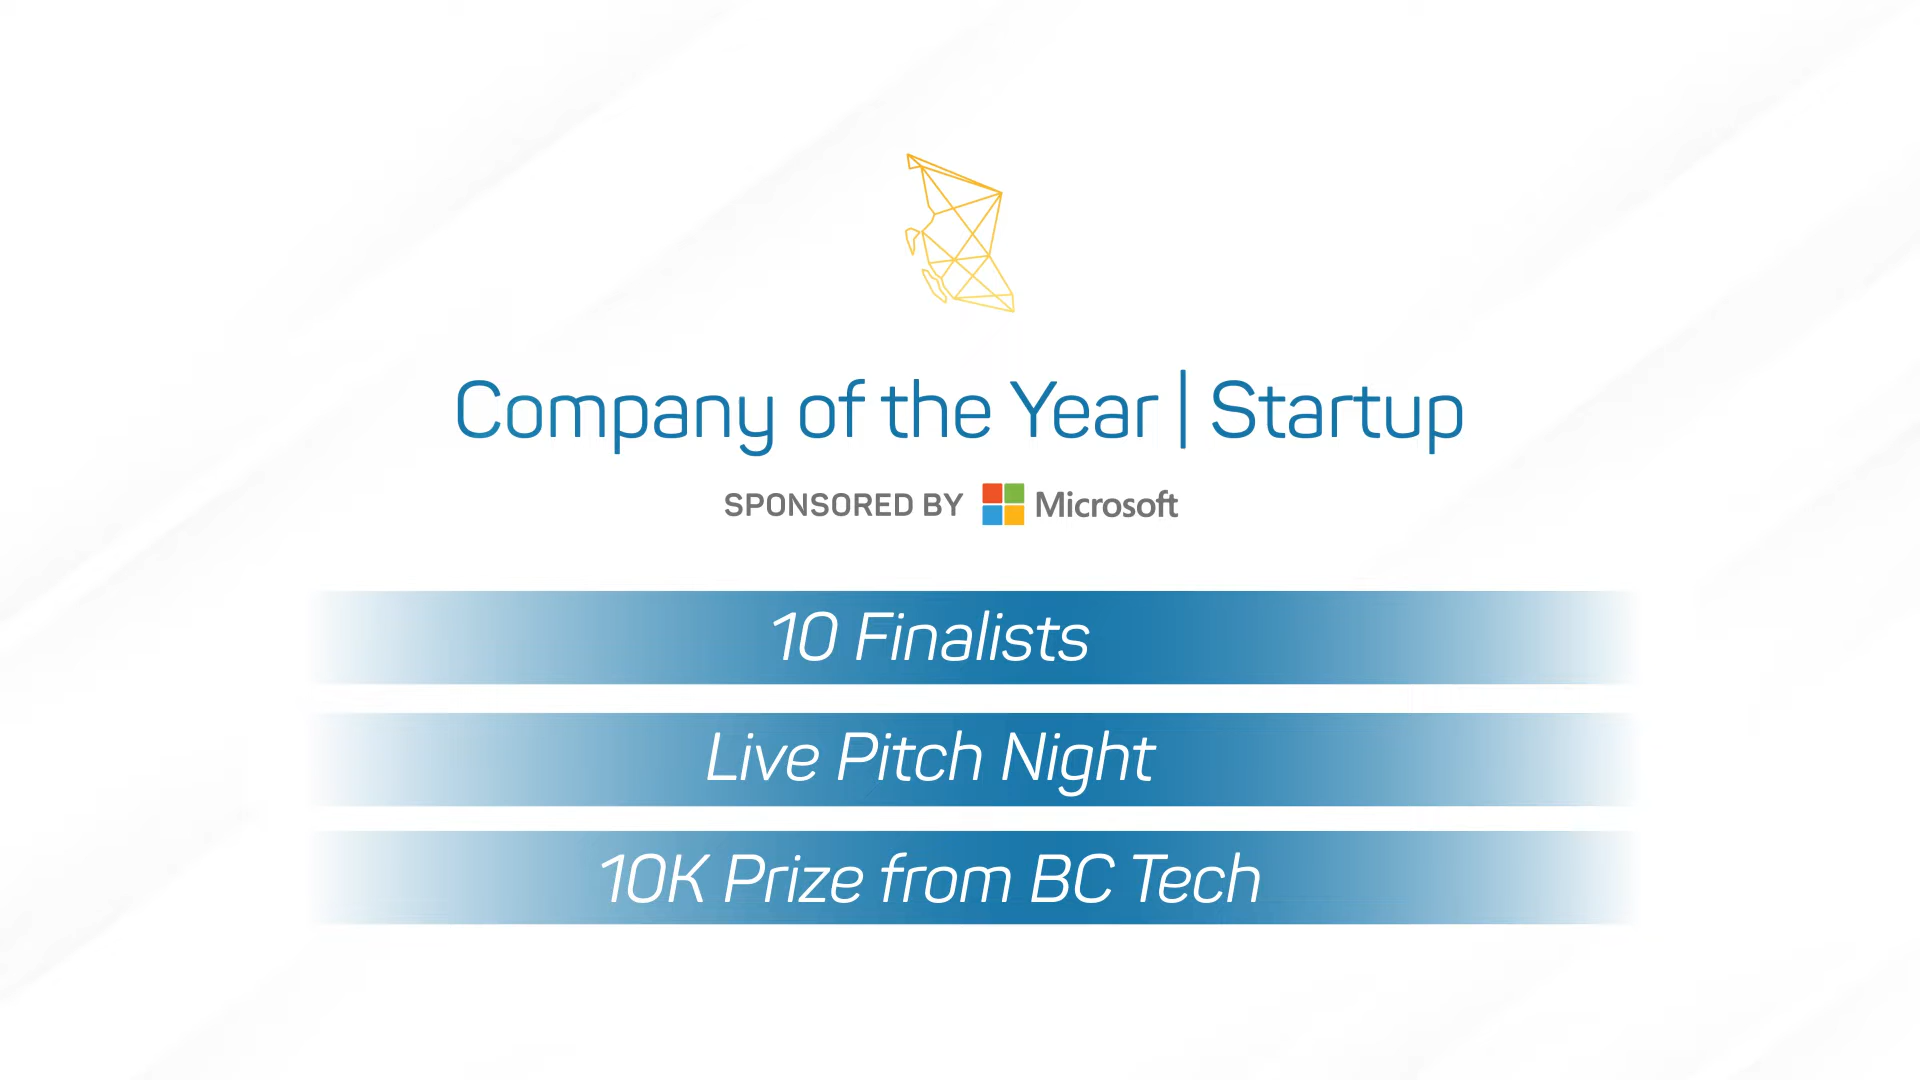 Company of the Year | Startup
SPONSORED BY Microsoft
10 Finalists
Live Pitch Night
10K Prize from BC Tech